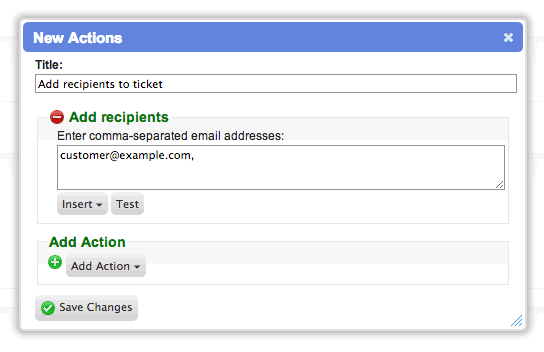 New Actions
Title:
Add recipients to ticket
Add recipients
Enter comma-separated email addresses:
customer@example.com,
Insert Test
Add Action
Add Action
Save Changes